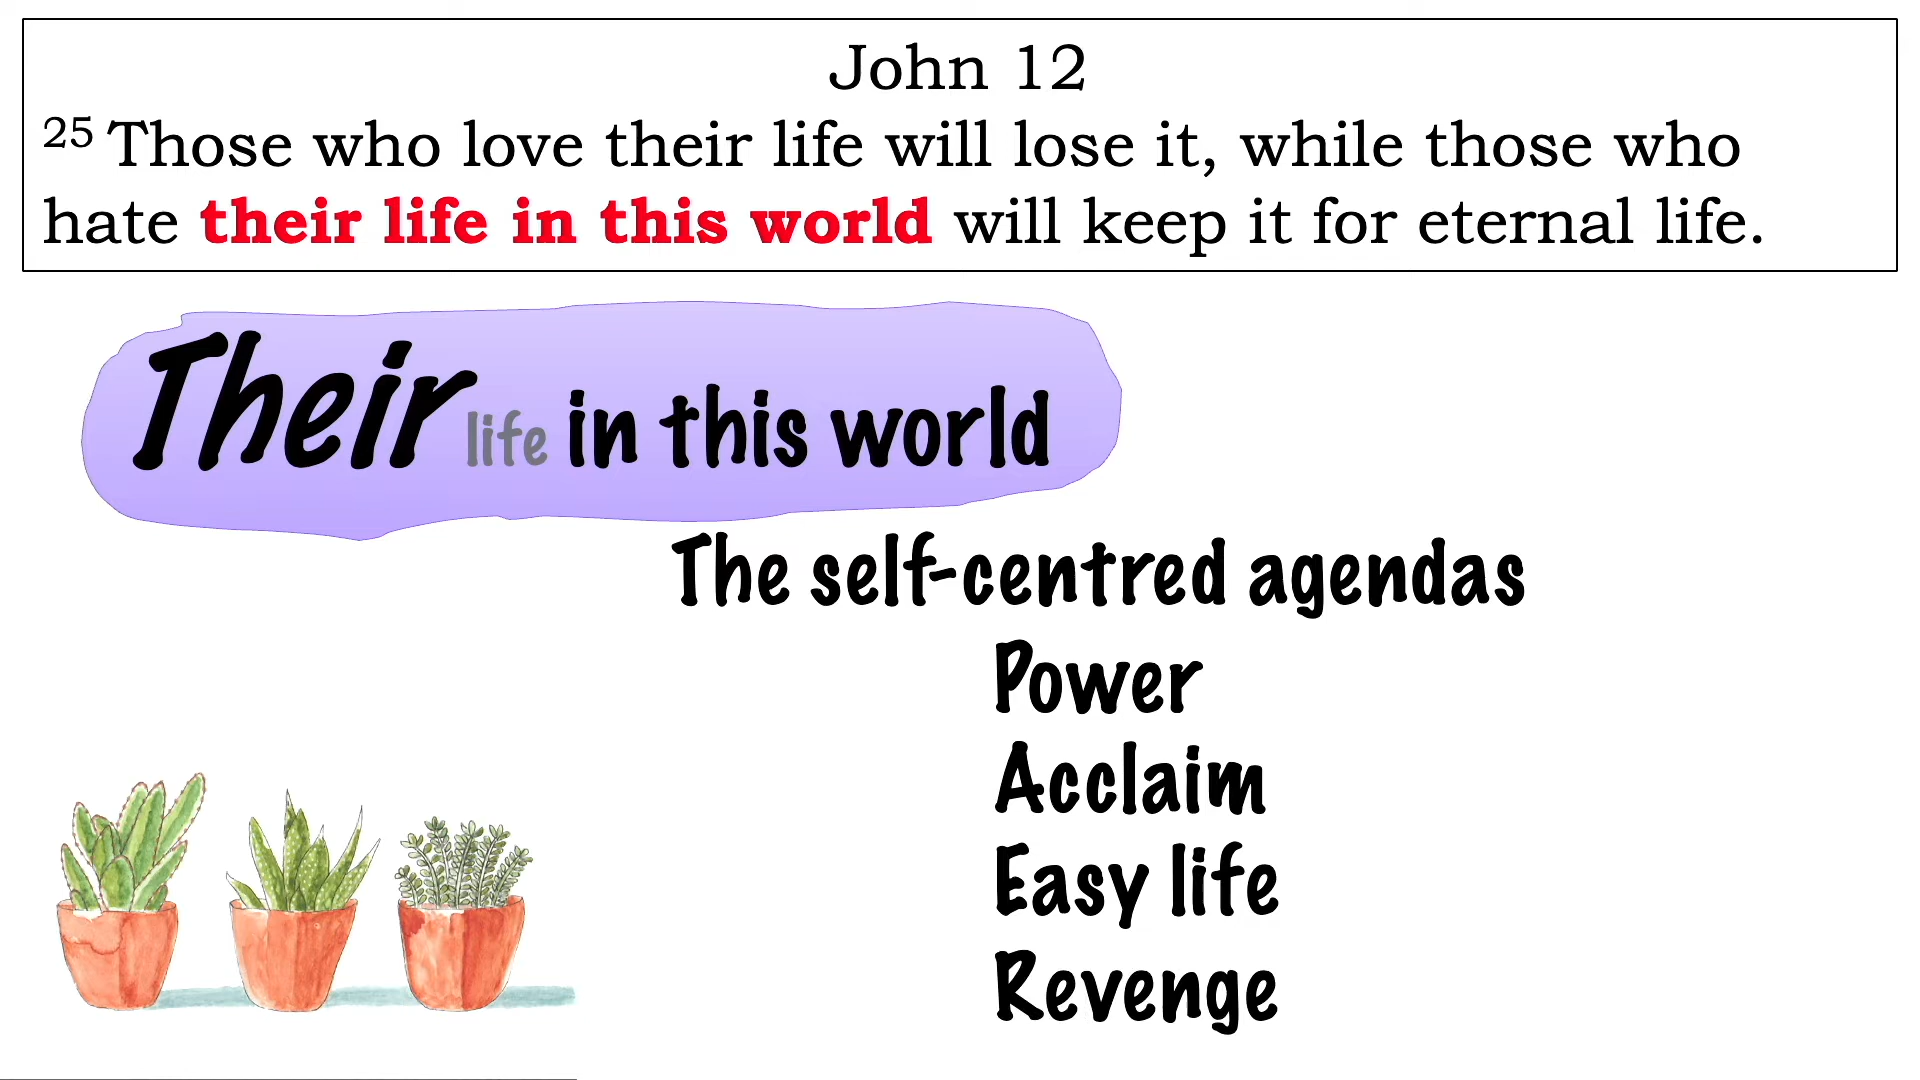 John 12
25 Those who love their life will lose it, while those who
hate their life in this world will keep it for eternal life.
Their life in this world
The self-centred agendas
Power
Acclaim
Easy life
Revenge